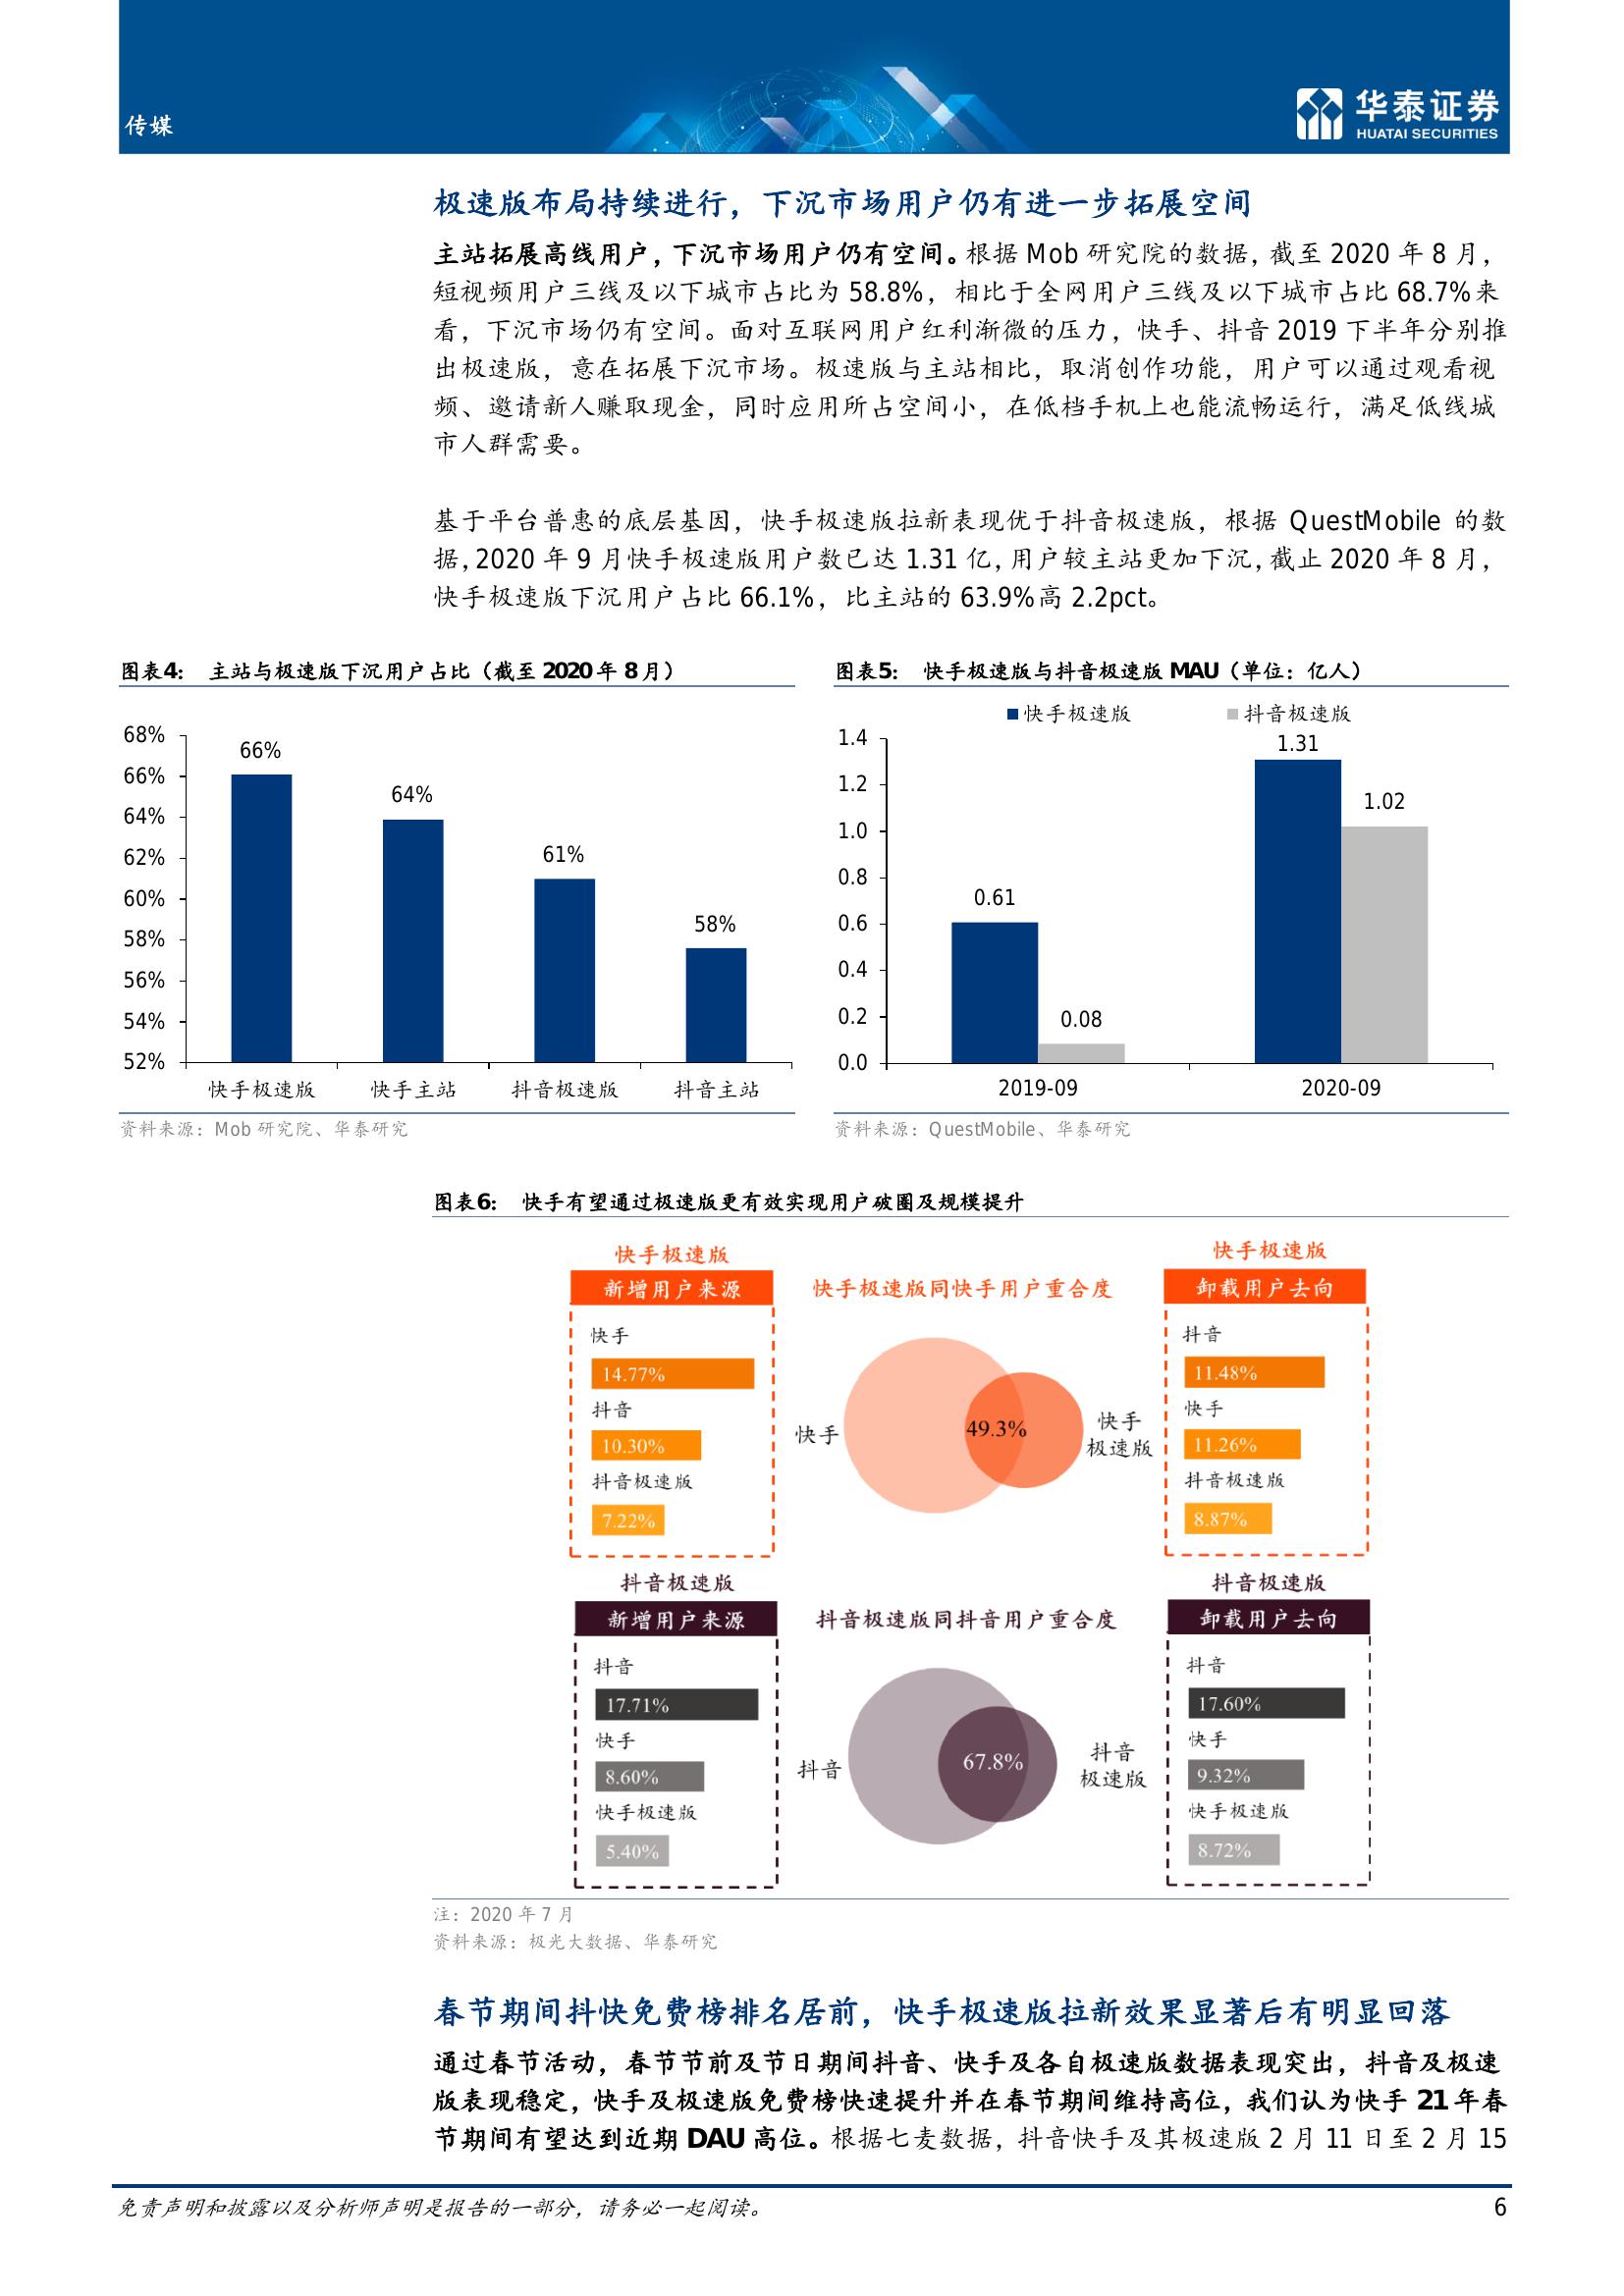 传媒
华泰证券
HUATAI SECURITIES
极速版布局持续进行，下沉市场用户仍有进一步拓展空间
主站拓展高线用户，下沉市场用户仍有空间。根据 Mob 研究院的数据，截至 2020 年 8 月，
短视频用户三线及以下城市占比为 58.8%，相比于全网用户三线及以下城市占比 68.7%来
看，下沉市场仍有空间。面对互联网用户红利渐微的压力，快手、抖音 2019 下半年分别推
出极速版，意在拓展下沉市场。极速版与主站相比，取消创作功能，用户可以通过观看视
频、邀请新人赚取现金，同时应用所占空间小，在低档手机上也能流畅运行，满足低线城
市人群需要。
基于平台普惠的底层基因，快手极速版拉新表现优于抖音极速版，根据 QuestMobile 的数
据，2020 年 9 月快手极速版用户数已达 1.31 亿，用户较主站更加下沉，截止 2020 年 8 月，
快手极速版下沉用户占比 66.1%，比主站的 63.9%高 2.2pct。
图表4： 主站与极速版下沉用户占比（截至 2020 年 8 月）
68%
66%
64%
62%
60%
58%
56%
54%
52%
66%
64%
61%
58%
快手极速版 快手主站 抖音极速版 抖音主站
资料来源：Mob 研究院、华泰研究
图表5： 快手极速版与抖音极速版 MAU（单位：亿人）
快手极速版 抖音极速版
1.4
1.2
1.0
0.8
0.6
0.4
0.2
0.0
0.61
0.08
1.31
1.02
2019-09 2020-09
资料来源：QuestMobile、华泰研究
图表6： 快手有望通过极速版更有效实现用户破圈及规模提升
快手极速版
新增用户来源
快手
14.77%
抖音
10.30%
抖音极速版
7.22%
快手极速版同快手用户重合度
快手
49.3%
快手
极速版
快手极速版
卸载用户去向
抖音
11.48%
快手
11.26%
抖音极速版
8.87%
抖音极速版
新增用户来源
抖音
17.71%
快手
8.60%
快手极速版
5.40%
抖音极速版同抖音用户重合度
抖音
67.8%
抖音
极速版
抖音极速版
卸载用户去向
抖音
17.60%
快手
9.32%
快手极速版
8.72%
注：2020 年 7 月
资料来源：极光大数据、华泰研究
春节期间抖快免费榜排名居前，快手极速版拉新效果显著后有明显回落
通过春节活动，春节节前及节日期间抖音、快手及各自极速版数据表现突出，抖音及极速
版表现稳定，快手及极速版免费榜快速提升并在春节期间维持高位，我们认为快手 21 年春
节期间有望达到近期 DAU 高位。根据七麦数据，抖音快手及其极速版 2 月 11 日至 2 月 15
免责声明和披露以及分析师声明是报告的一部分，请务必一起阅读。
6